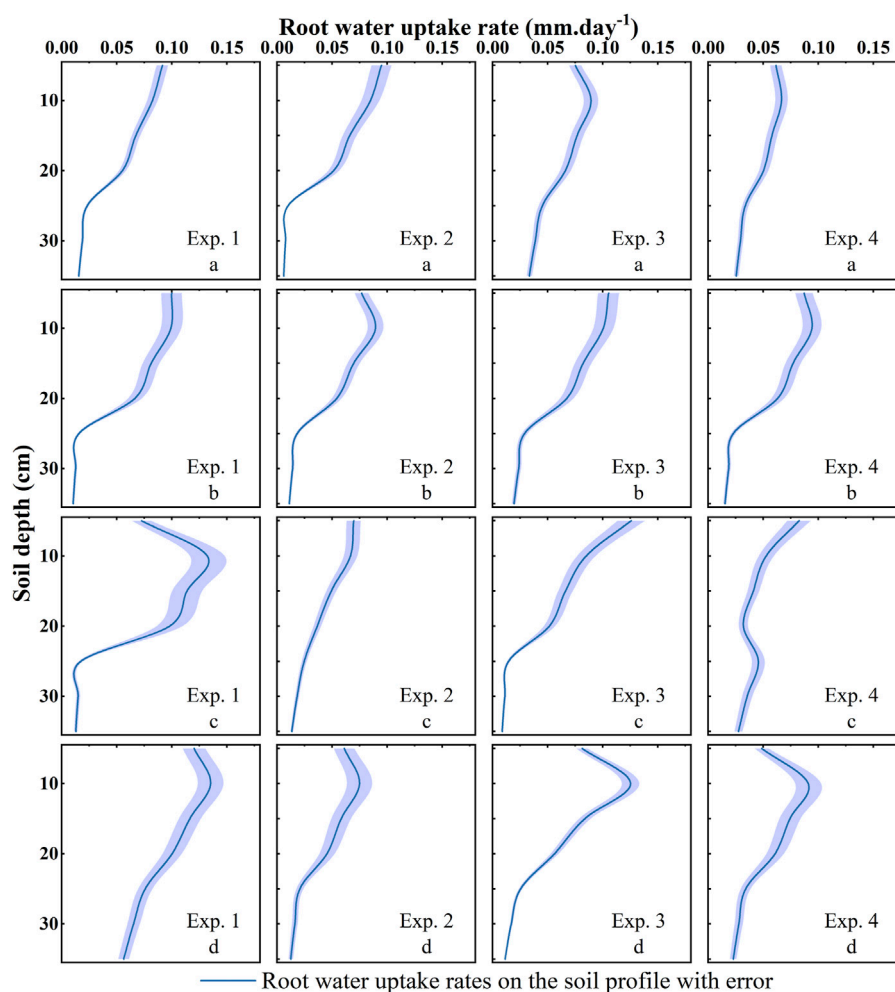 Root water uptake rate (mm.day⁻¹)
0.00 0.05 0.10 0.15 0.00 0.05 0.10 0.15 0.00 0.05 0.10 0.15 0.00 0.05 0.10 0.15
Soil depth (cm)
10
20
30
Exp. 1
a
Exp. 2
a
Exp. 3
a
Exp. 4
a
10
20
30
Exp. 1
b
Exp. 2
b
Exp. 3
b
Exp. 4
b
10
20
30
Exp. 1
c
Exp. 2
c
Exp. 3
c
Exp. 4
c
10
20
30
Exp. 1
d
Exp. 2
d
Exp. 3
d
Exp. 4
d
Root water uptake rates on the soil profile with error